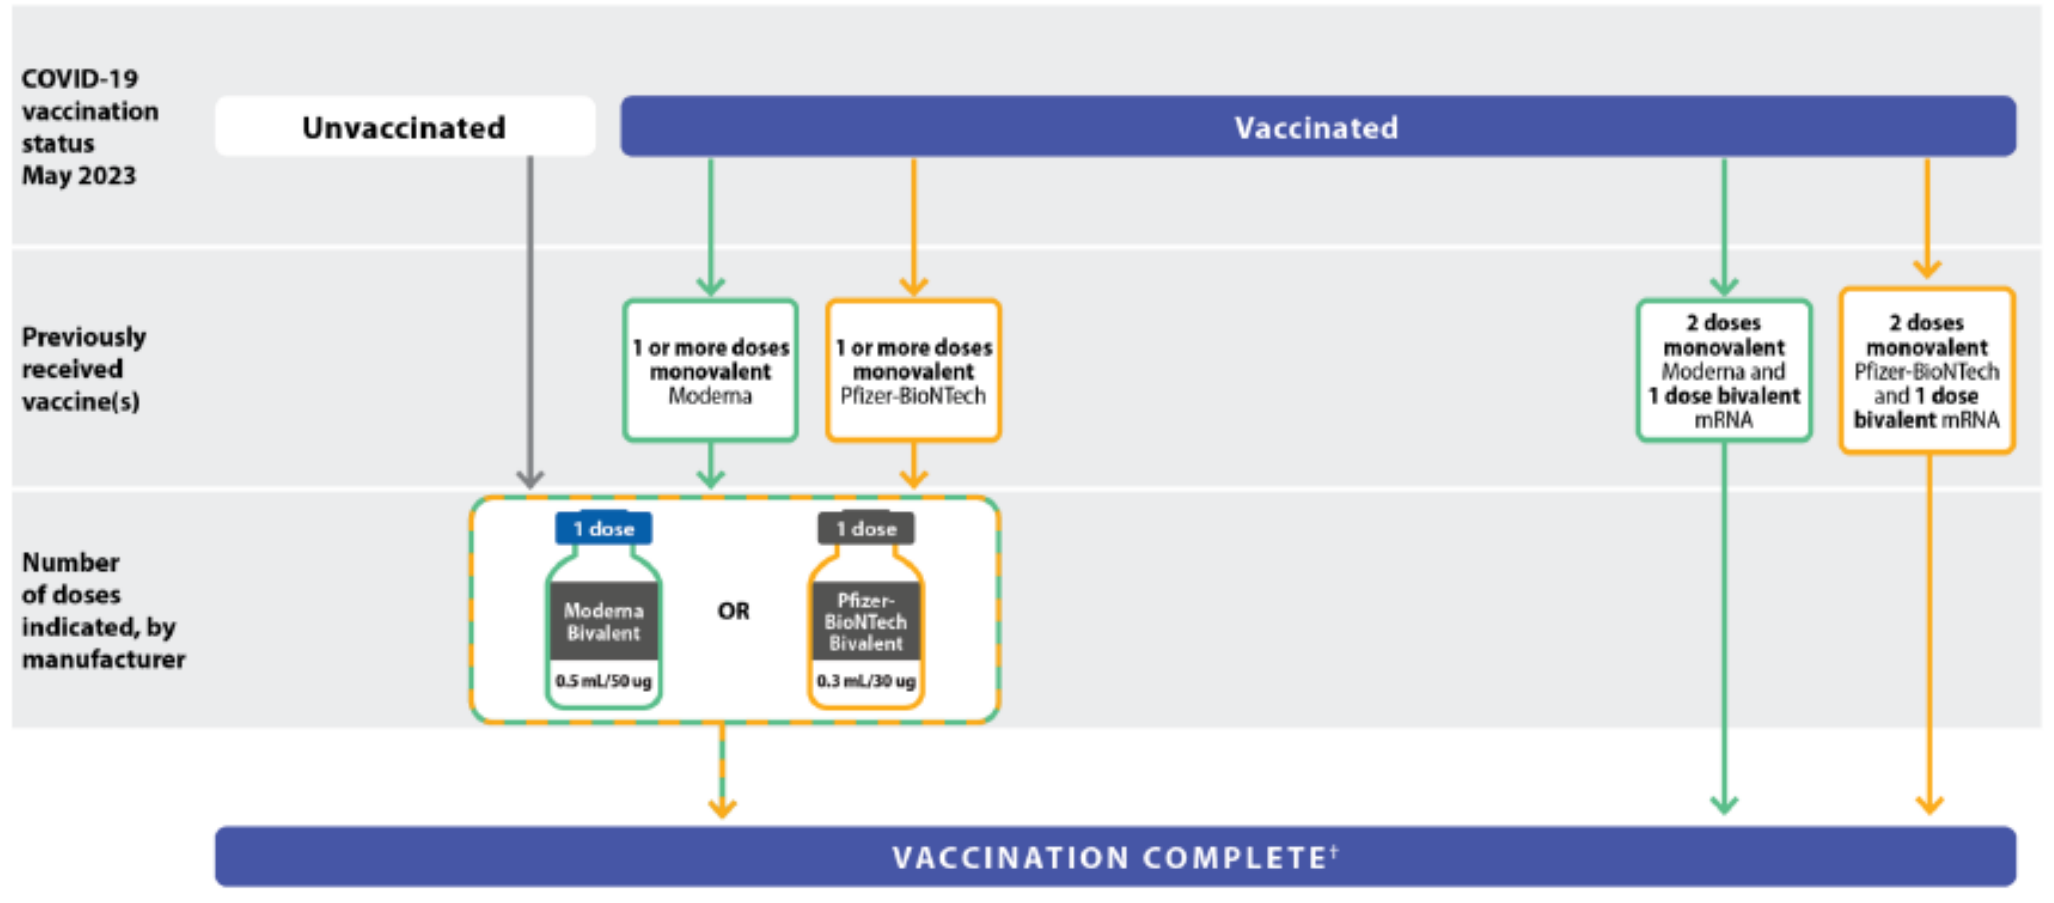 COVID-19
vaccination
status
May 2023
Unvaccinated
Vaccinated
Previously
received
vaccine(s)
1 or more doses
monovalent
Moderna
1 or more doses
monovalent
Pfizer-BioNTech
2 doses
monovalent
Moderna and
1 dose bivalent
mRNA
2 doses
monovalent
Pfizer-BioNTech
and 1 dose
bivalent mRNA
Number
of doses
indicated, by
manufacturer
1 dose
Moderna
Bivalent
0.5 mL/50 ug
OR
1 dose
Pfizer-
BioNTech
Bivalent
0.3 mL/30 ug
VACCINATION COMPLETE†